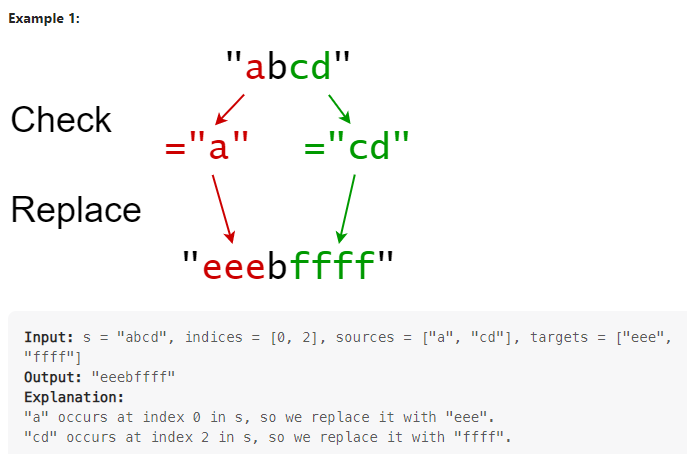 Example 1:
"abcd"
Check
="a" ="cd"
Replace
"eeebffff"
Input: s = "abcd", indices = [0, 2], sources = ["a", "cd"], targets = ["eee",
"ffff"]
Output: "eeebffff"
Explanation:
"a" occurs at index 0 in s, so we replace it with "eee".
"cd" occurs at index 2 in s, so we replace it with "ffff".